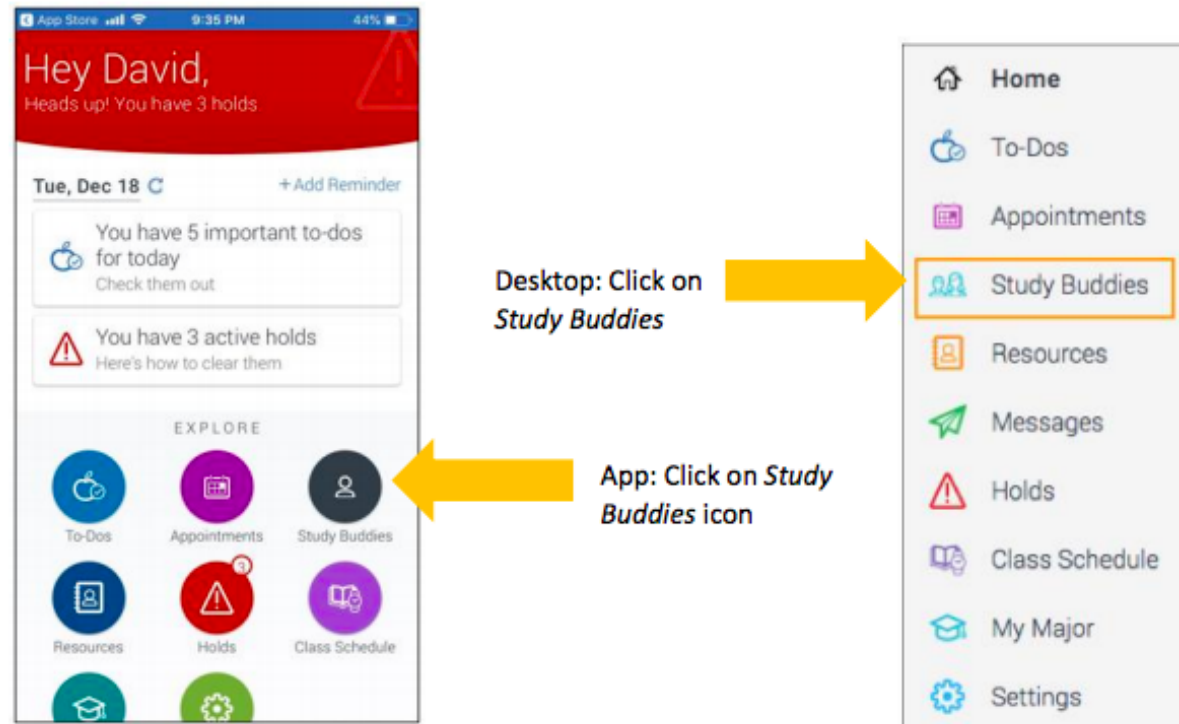 App Store 9:35 PM 44%
Hey David,
Heads up! You have 3 holds
Tue, Dec 18 +Add Reminder
You have 5 important to-dos
for today
Check them out
You have 3 active holds
Here's how to clear them
EXPLORE
To-Dos Appointments Study Buddies
3
Resources Holds Class Schedule
Desktop: Click on
Study Buddies
App: Click on Study
Buddies icon
Home
To-Dos
Appointments
Study Buddies
Resources
Messages
Holds
Class Schedule
My Major
Settings